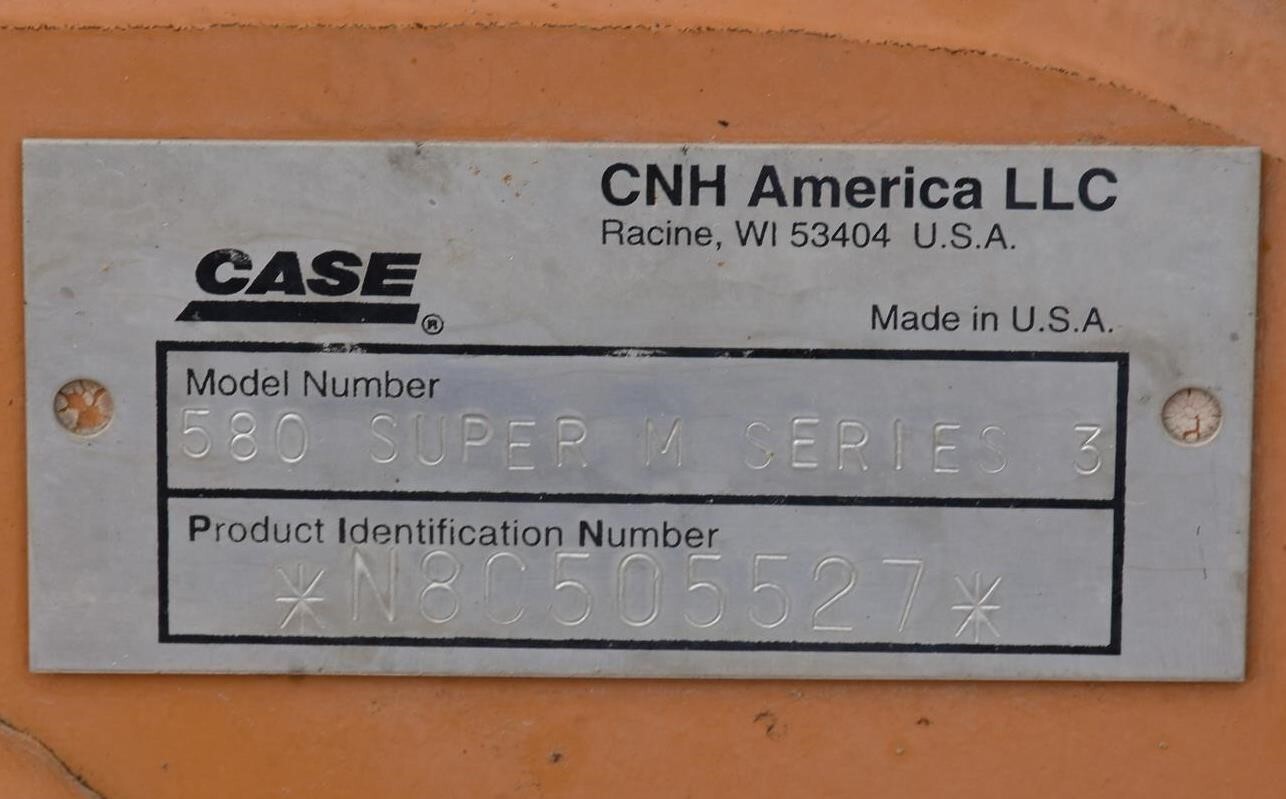 CNH America LLC
Racine, WI 53404 U.S.A.
CASE®
Made in U.S.A.
Model Number
580 SUPER M SERIES 3
Product Identification Number
*N8C505527*